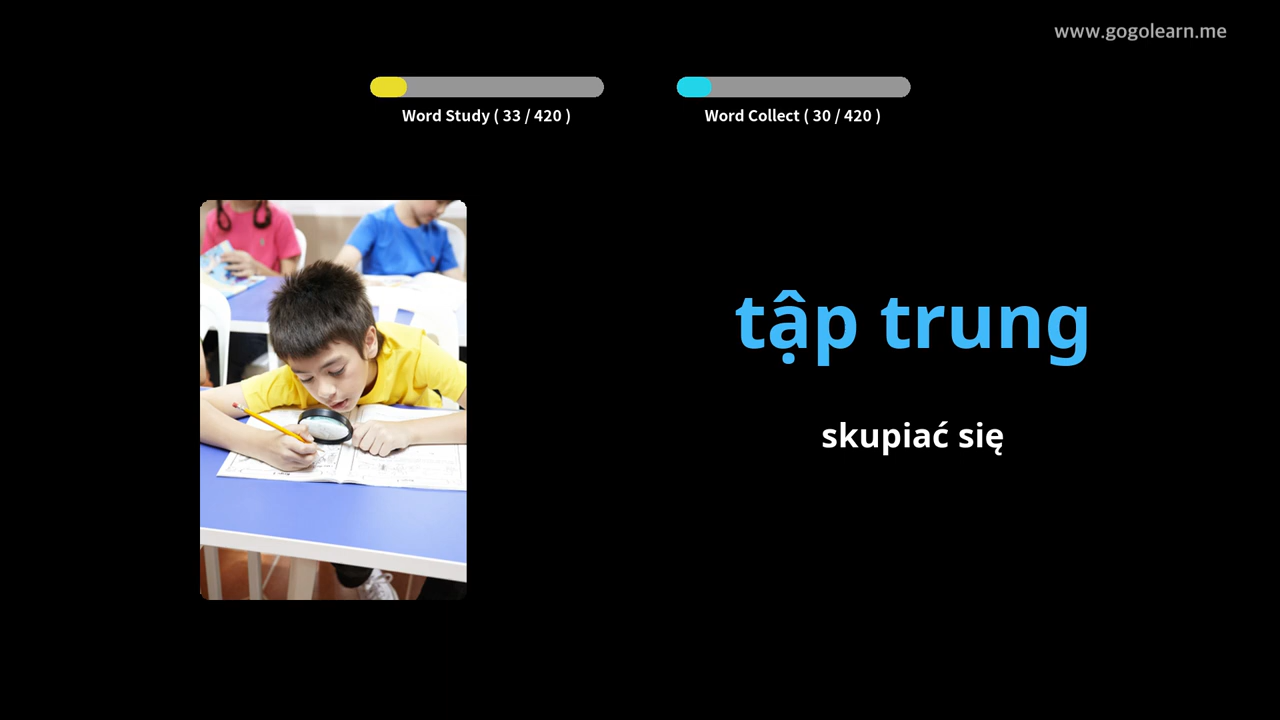 www.gogolearn.me
Word Study ( 33 / 420 )
Word Collect ( 30 / 420 )
tập trung
skupiać się